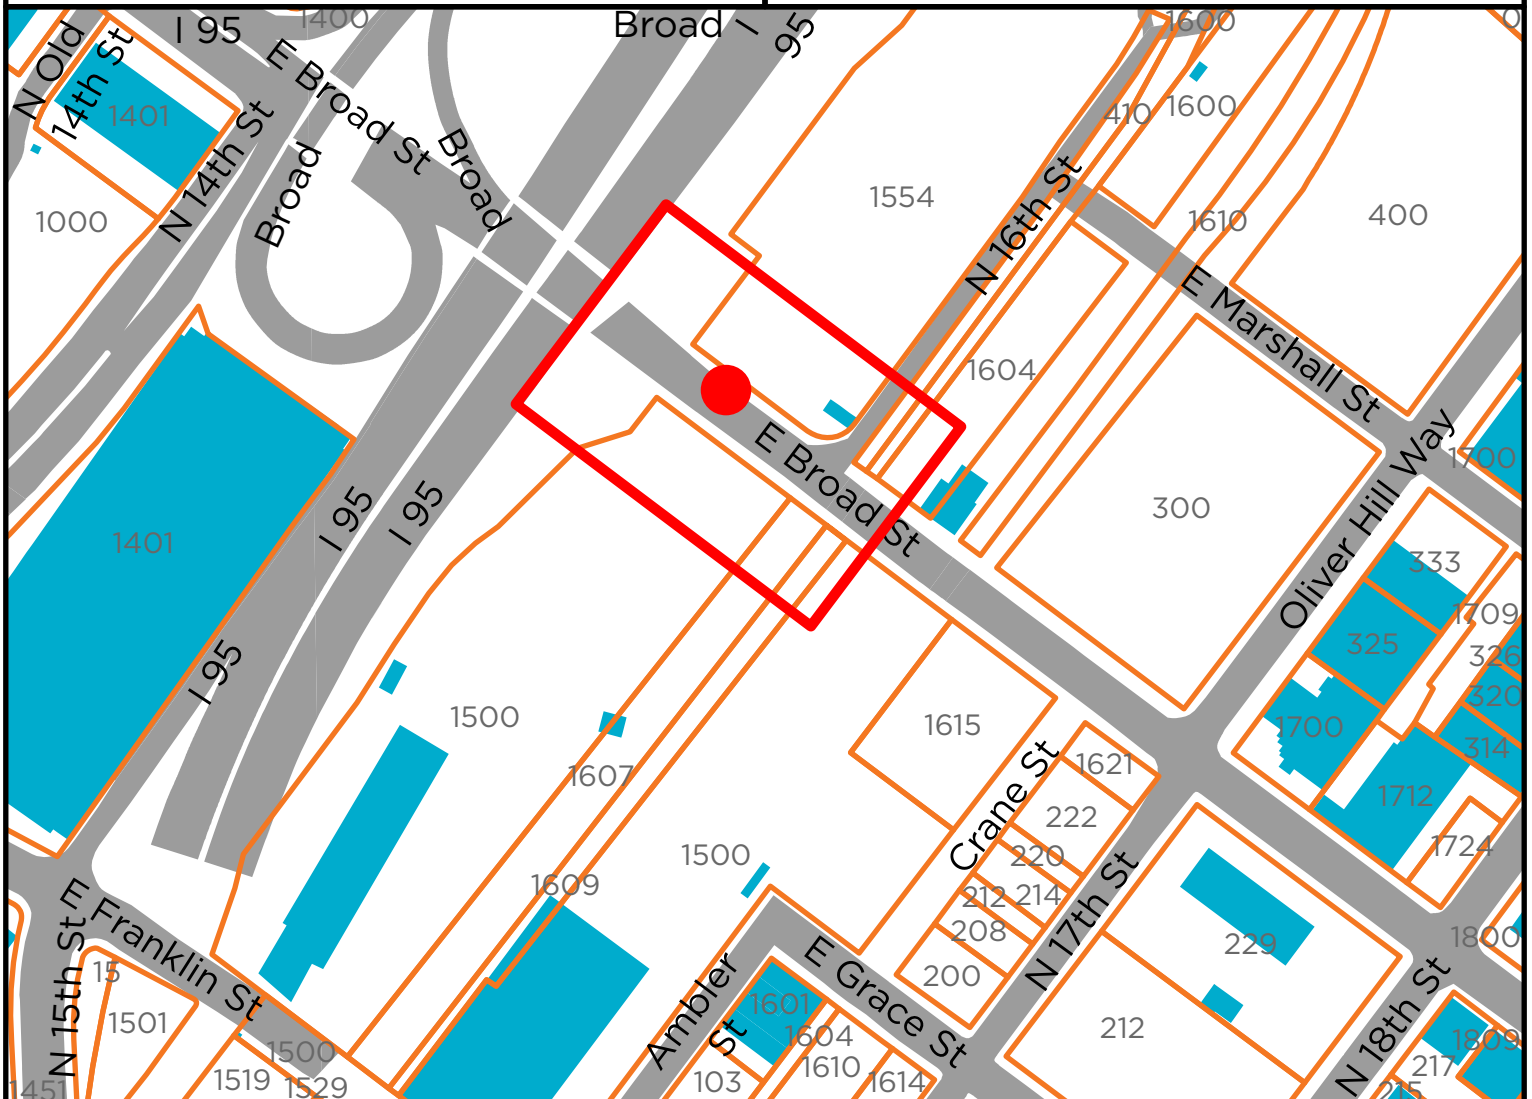 I 95
1400
Broad
I 95
1600
N Old 14th St
1401
E Broad St
N 14th St
Broad
Broad
410
1600
1000
1554
N 16th St
1610
400
E Marshall St
1604
1401
I 95
I 95
E Broad St
300
Oliver Hill Way
1700
333
1709
325
326
320
314
1700
1712
1724
I 95
1500
1607
1615
Crane St
1621
222
220
212
214
208
200
1500
1609
N 17th St
229
1800
E Franklin St
N 15th St
15
1501
1500
1519
1529
1451
Ambler St
E Grace St
1601
1604
1610
1614
103
212
N 18th St
1809
217
215